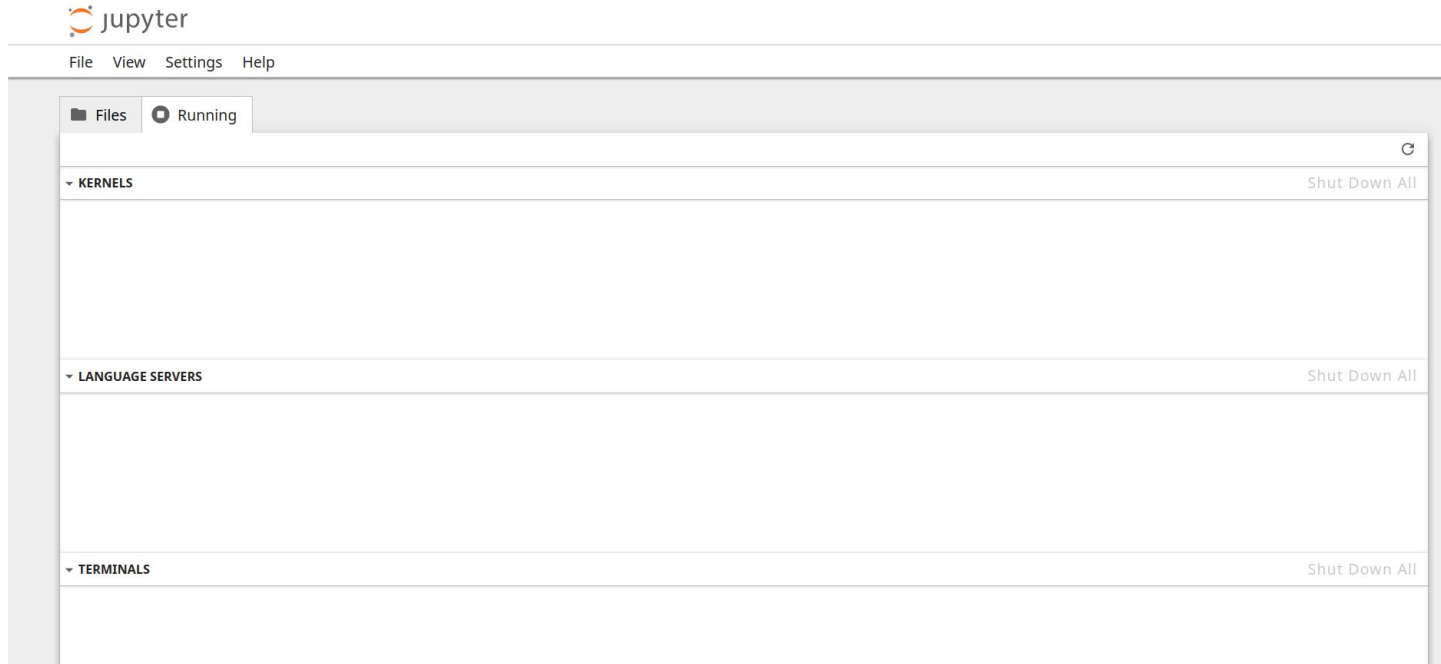 jupyter
File View Settings Help
Files Running
KERNELS Shut Down All
LANGUAGE SERVERS Shut Down All
TERMINALS Shut Down All